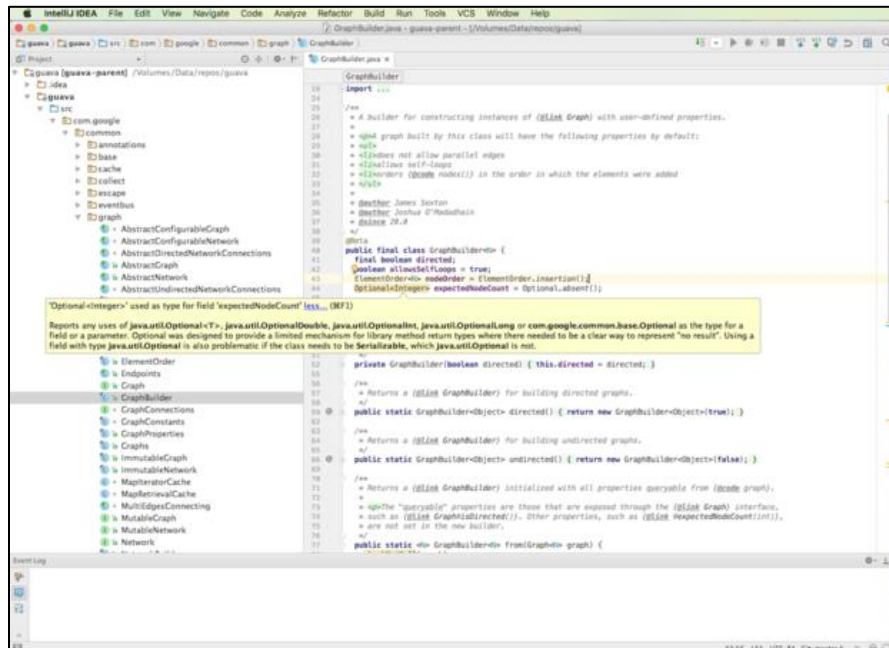 IntelliJ IDEA File Edit View Navigate Code Analyze Refactor Build Run Tools VCS Window Help
GraphBuilder.java - guava-parent - [/Volumes/Data/repos/guava]
guava guava src com google common graph GraphBuilder
Project
GraphBuilder.java
guava [guava-parent] /Volumes/Data/repos/guava
GraphBuilder
.idea
import ...
guava
src
/**
com.google
* A builder for constructing instances of {@link Graph} with user-defined properties.
common
*
annotations
* <p>A graph built by this class will have the following properties by default:
base
* <ul>
cache
* <li>does not allow parallel edges
collect
* <li>allows self-loops
escape
* <li>orders {@code nodes()} in the order in which the elements were added
eventbus
* </ul>
graph
*
AbstractConfigurableGraph
* @author James Sexton
AbstractConfigurableNetwork
* @author Joshua O'Madadhain
AbstractDirectedNetworkConnections
* @since 20.0
AbstractGraph
*/
AbstractNetwork
@Beta
AbstractUndirectedNetworkConnections
public final class GraphBuilder<N> {
final boolean directed;
boolean allowsSelfLoops = true;
ElementOrder<N> nodeOrder = ElementOrder.insertion();
Optional<Integer> expectedNodeCount = Optional.absent();
'Optional<Integer>' used as type for field 'expectedNodeCount' less... (⌘F1)
Reports any uses of java.util.Optional<T>, java.util.OptionalDouble, java.util.OptionalInt, java.util.OptionalLong or com.google.common.base.Optional as the type for a
field or a parameter. Optional was designed to provide a limited mechanism for library method return types where there needed to be a clear way to represent "no result". Using a
field with type java.util.Optional is also problematic if the class needs to be Serializable, which java.util.Optional is not.
ElementOrder
*/
Endpoints
private GraphBuilder(boolean directed) { this.directed = directed; }
Graph
GraphBuilder
/**
GraphConnections
* Returns a {@link GraphBuilder} for building directed graphs.
GraphConstants
*/
GraphProperties
public static GraphBuilder<Object> directed() { return new GraphBuilder<Object>(true); }
Graphs
/**
ImmutableGraph
* Returns a {@link GraphBuilder} for building undirected graphs.
ImmutableNetwork
*/
MapIteratorCache
public static GraphBuilder<Object> undirected() { return new GraphBuilder<Object>(false); }
MapRetrievalCache
/**
MultiEdgesConnecting
* Returns a {@link GraphBuilder} initialized with all properties queryable from {@code graph}.
MutableGraph
*
MutableNetwork
* <p>The "queryable" properties are those that are exposed through the {@link Graph} interface,
Network
* such as {@link Graph#isDirected()}. Other properties, such as {@link #expectedNodeCount(int)},
* are not set in the new builder.
*/
public static <N> GraphBuilder<N> from(Graph<N> graph) {
Event Log